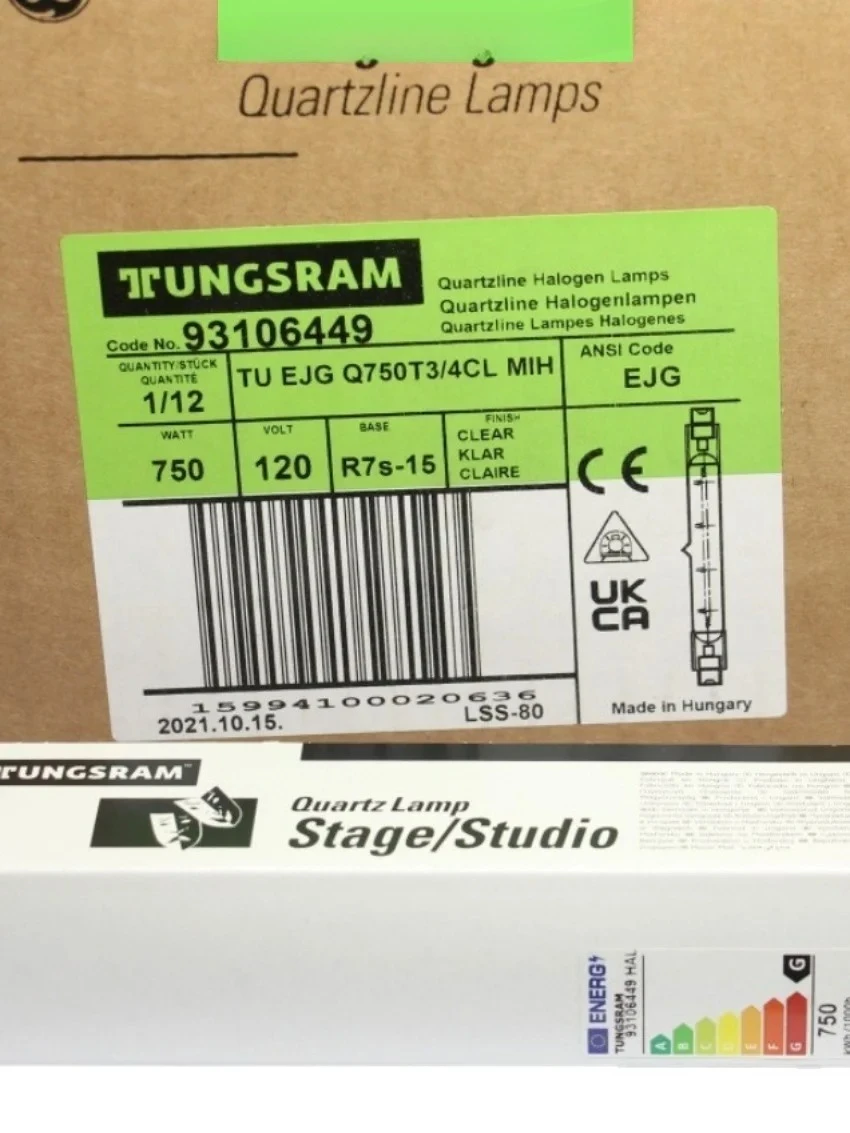 Quartzline Lamps
TUNGSRAM
Quartzline Halogen Lamps
Quartzline Halogenlampen
Quartzline Lampes Halogenes
Code No. 93106449
QUANTITY/STÜCK
QUANTITÉ
1/12
TU EJG Q750T3/4CL MIH
ANSI Code
EJG
WATT
750
VOLT
120
BASE
R7s-15
FINISH
CLEAR
KLAR
CLAIRE
CE
UK
CA
15994100020636
2021.10.15.
LSS-80
Made in Hungary
TUNGSRAM™
Quartz Lamp
Stage/Studio
ENERG
TUNGSRAM
93106449 HAL
A
B
C
D
E
F
G
G
750
kWh/1000h